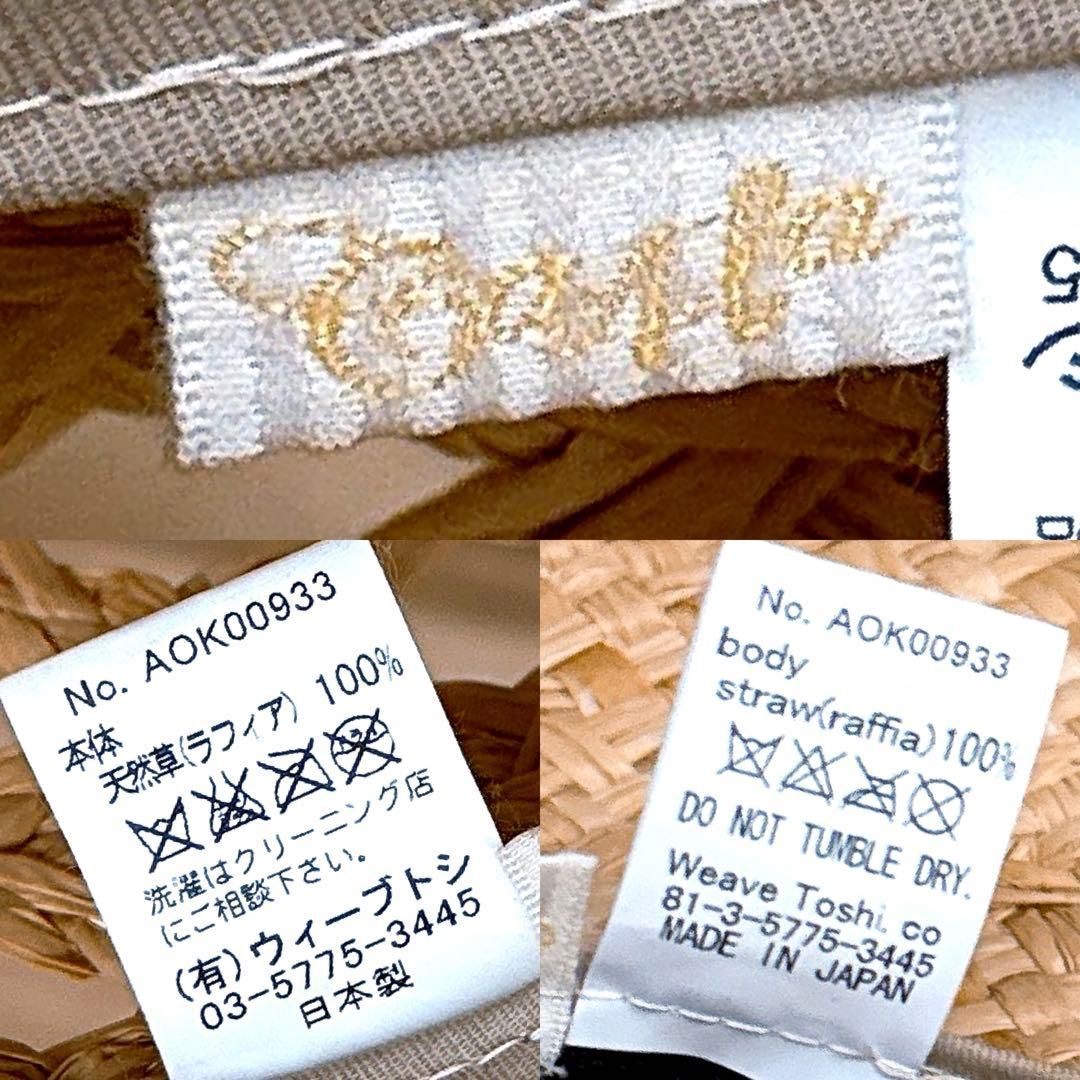 No. AOK00933
本体
天然草(ラフィア) 100%
洗濯はクリーニング店
にご相談下さい。
(有)ウィーブトシ
03-5775-3445
日本製
No. AOK00933
body
straw(raffia)100%
DO NOT TUMBLE DRY.
Weave Toshi. co
81-3-5775-3445
MADE IN JAPAN